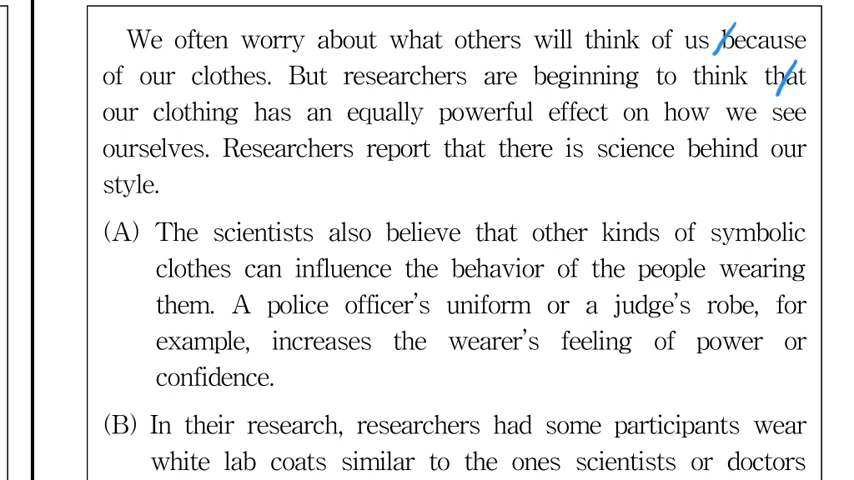 We often worry about what others will think of us because
of our clothes. But researchers are beginning to think that
our clothing has an equally powerful effect on how we see
ourselves. Researchers report that there is science behind our
style.
(A) The scientists also believe that other kinds of symbolic
clothes can influence the behavior of the people wearing
them. A police officer's uniform or a judge's robe, for
example, increases the wearer's feeling of power or
confidence.
(B) In their research, researchers had some participants wear
white lab coats similar to the ones scientists or doctors